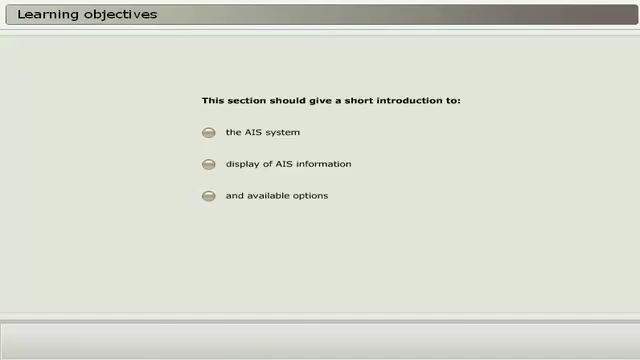 Learning objectives
This section should give a short introduction to:
the AIS system
display of AIS information
and available options